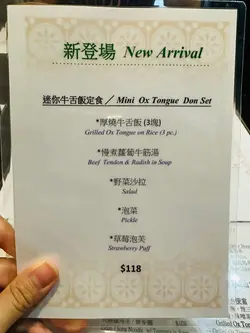 新登場 New Arrival
迷你牛舌飯定食 / Mini Ox Tongue Don Set
*厚燒牛舌飯 (3塊)
Grilled Ox Tongue on Rice (3 pc.)
*慢煮蘿蔔牛筋湯
Beef Tendon & Radish in Soup
*野菜沙拉
Salad
*泡菜
Pickle
*草莓泡芙
Strawberry Puff
$118